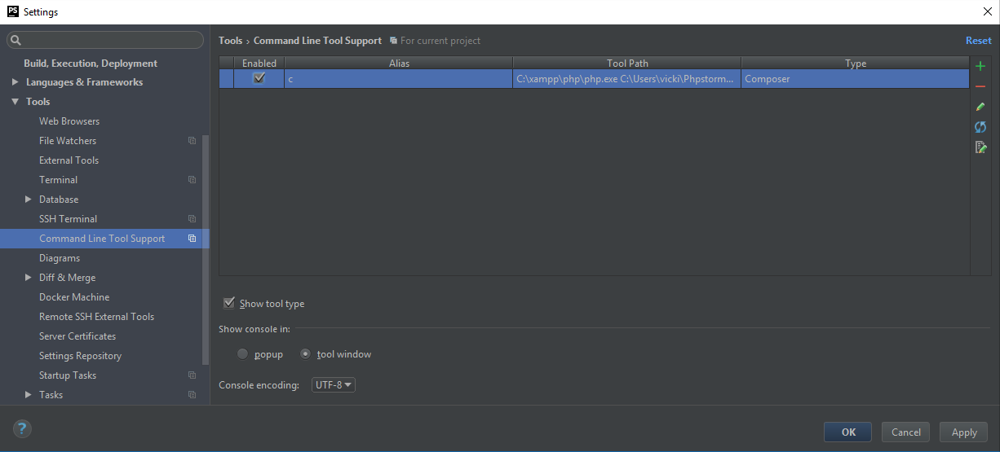 PS Settings
Tools › Command Line Tool Support For current project Reset
Build, Execution, Deployment
Languages & Frameworks
Tools
Web Browsers
File Watchers
External Tools
Terminal
Database
SSH Terminal
Command Line Tool Support
Diagrams
Diff & Merge
Docker Machine
Remote SSH External Tools
Server Certificates
Settings Repository
Startup Tasks
Tasks
Enabled Alias Tool Path Type
c C:\xampp\php\php.exe C:\Users\vicki\Phpstorm... Composer
Show tool type
Show console in:
popup tool window
Console encoding: UTF-8
?
OK Cancel Apply